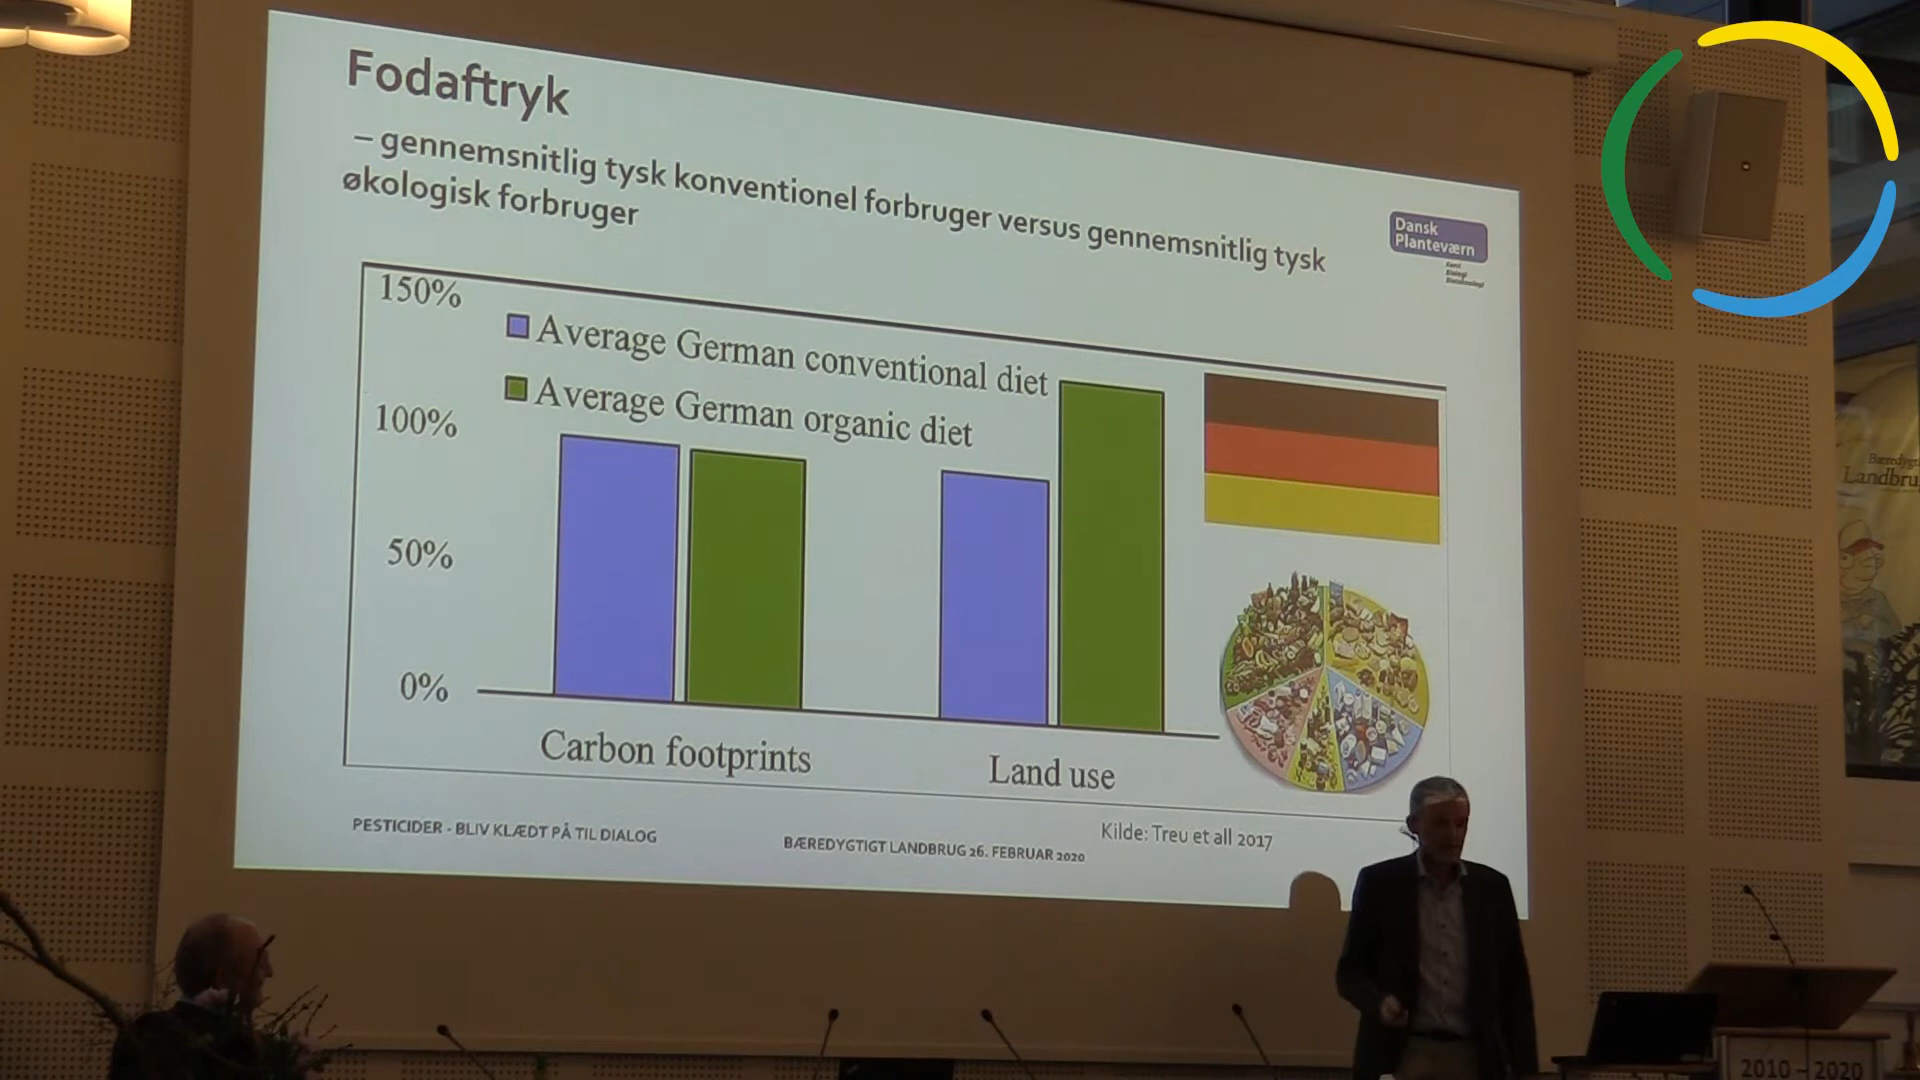 Fodaftryk
– gennemsnitlig tysk konventionel forbruger versus gennemsnitlig tysk
økologisk forbruger
Dansk
Planteværn
150%
Average German conventional diet
Average German organic diet
100%
50%
0%
Carbon footprints
Land use
Kilde: Treu et all 2017
PESTICIDER - BLIV KLÆDT PÅ TIL DIALOG
BÆREDYGTIGT LANDBRUG 26. FEBRUAR 2020
2010 – 2020